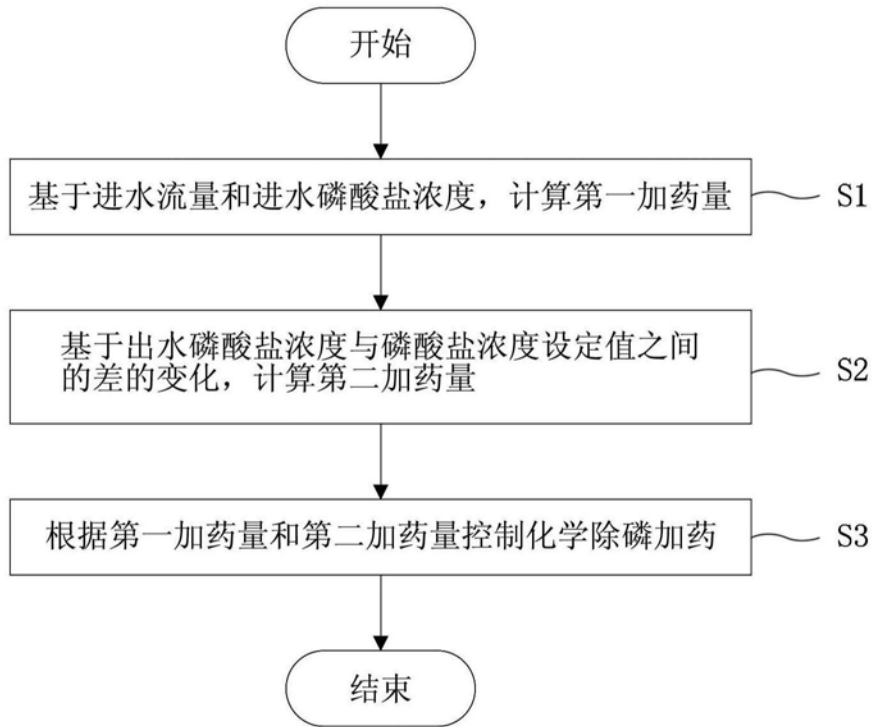 开始
基于进水流量和进水磷酸盐浓度，计算第一加药量
S1
基于出水磷酸盐浓度与磷酸盐浓度设定值之间
的差的变化，计算第二加药量
S2
根据第一加药量和第二加药量控制化学除磷加药
S3
结束